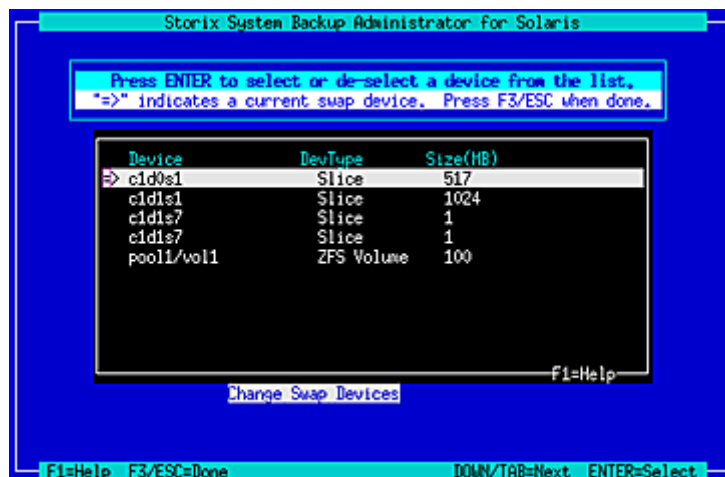 Storix System Backup Administrator for Solaris
Press ENTER to select or de-select a device from the list.
"=>" indicates a current swap device. Press F3/ESC when done.
Device DevType Size(MB)
=> c1d0s1 Slice 517
c1d1s1 Slice 1024
c1d1s7 Slice 1
c1d1s7 Slice 1
pool1/vol1 ZFS Volume 100
F1=Help
Change Swap Devices
F1=Help F3/ESC=Done DOWN/TAB=Next ENTER=Select